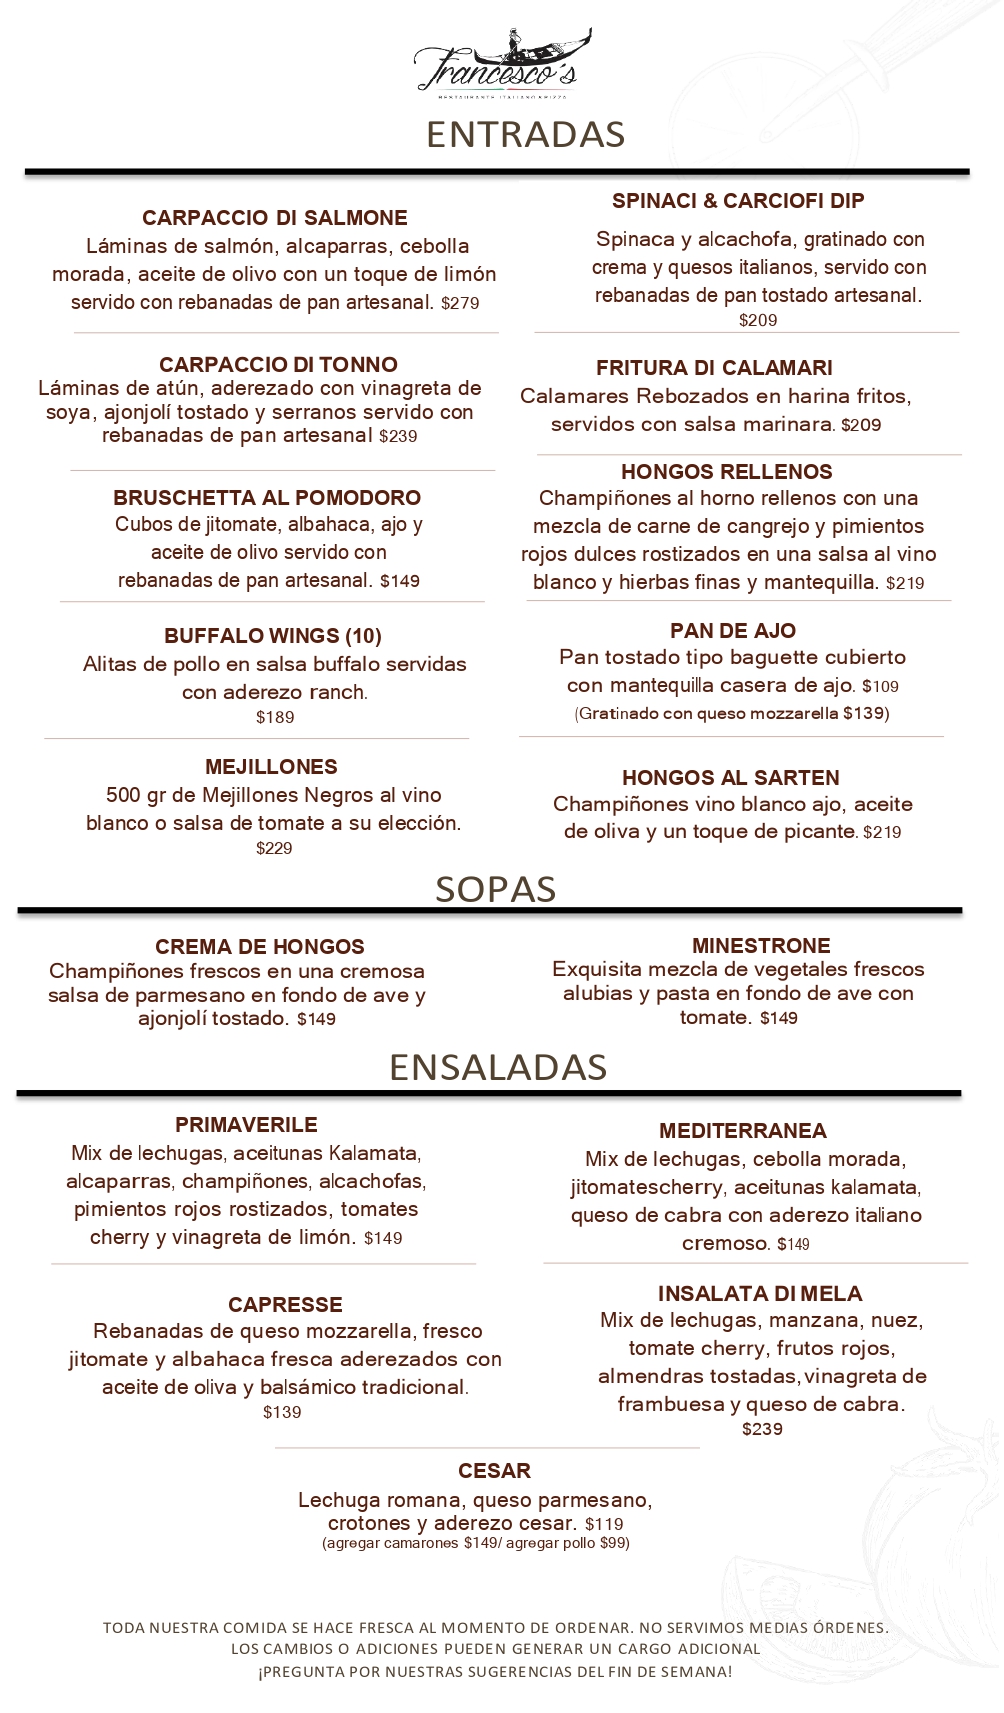 Francesco's
RESTAURANTE ITALIANO & PIZZA
ENTRADAS
CARPACCIO DI SALMONE
Láminas de salmón, alcaparras, cebolla
morada, aceite de olivo con un toque de limón
servido con rebanadas de pan artesanal. $279
CARPACCIO DI TONNO
Láminas de atún, aderezado con vinagreta de
soya, ajonjolí tostado y serranos servido con
rebanadas de pan artesanal $239
BRUSCHETTA AL POMODORO
Cubos de jitomate, albahaca, ajo y
aceite de olivo servido con
rebanadas de pan artesanal. $149
BUFFALO WINGS (10)
Alitas de pollo en salsa buffalo servidas
con aderezo ranch.
$189
MEJILLONES
500 gr de Mejillones Negros al vino
blanco o salsa de tomate a su elección.
$229
SPINACI & CARCIOFI DIP
Spinaca y alcachofa, gratinado con
crema y quesos italianos, servido con
rebanadas de pan tostado artesanal.
$209
FRITURA DI CALAMARI
Calamares Rebozados en harina fritos,
servidos con salsa marinara. $209
HONGOS RELLENOS
Champiñones al horno rellenos con una
mezcla de carne de cangrejo y pimientos
rojos dulces rostizados en una salsa al vino
blanco y hierbas finas y mantequilla. $219
PAN DE AJO
Pan tostado tipo baguette cubierto
con mantequilla casera de ajo. $109
(Gratinado con queso mozzarella $139)
HONGOS AL SARTEN
Champiñones vino blanco ajo, aceite
de oliva y un toque de picante. $219
SOPAS
CREMA DE HONGOS
Champiñones frescos en una cremosa
salsa de parmesano en fondo de ave y
ajonjolí tostado. $149
MINESTRONE
Exquisita mezcla de vegetales frescos
alubias y pasta en fondo de ave con
tomate. $149
ENSALADAS
PRIMAVERILE
Mix de lechugas, aceitunas Kalamata,
alcaparras, champiñones, alcachofas,
pimientos rojos rostizados, tomates
cherry y vinagreta de limón. $149
CAPRESSE
Rebanadas de queso mozzarella, fresco
jitomate y albahaca fresca aderezados con
aceite de oliva y balsámico tradicional.
$139
MEDITERRANEA
Mix de lechugas, cebolla morada,
jitomatescherry, aceitunas kalamata,
queso de cabra con aderezo italiano
cremoso. $149
INSALATA DI MELA
Mix de lechugas, manzana, nuez,
tomate cherry, frutos rojos,
almendras tostadas, vinagreta de
frambuesa y queso de cabra.
$239
CESAR
Lechuga romana, queso parmesano,
crotones y aderezo cesar. $119
(agregar camarones $149/ agregar pollo $99)
TODA NUESTRA COMIDA SE HACE FRESCA AL MOMENTO DE ORDENAR. NO SERVIMOS MEDIAS ÓRDENES.
LOS CAMBIOS O ADICIONES PUEDEN GENERAR UN CARGO ADICIONAL
¡PREGUNTA POR NUESTRAS SUGERENCIAS DEL FIN DE SEMANA!